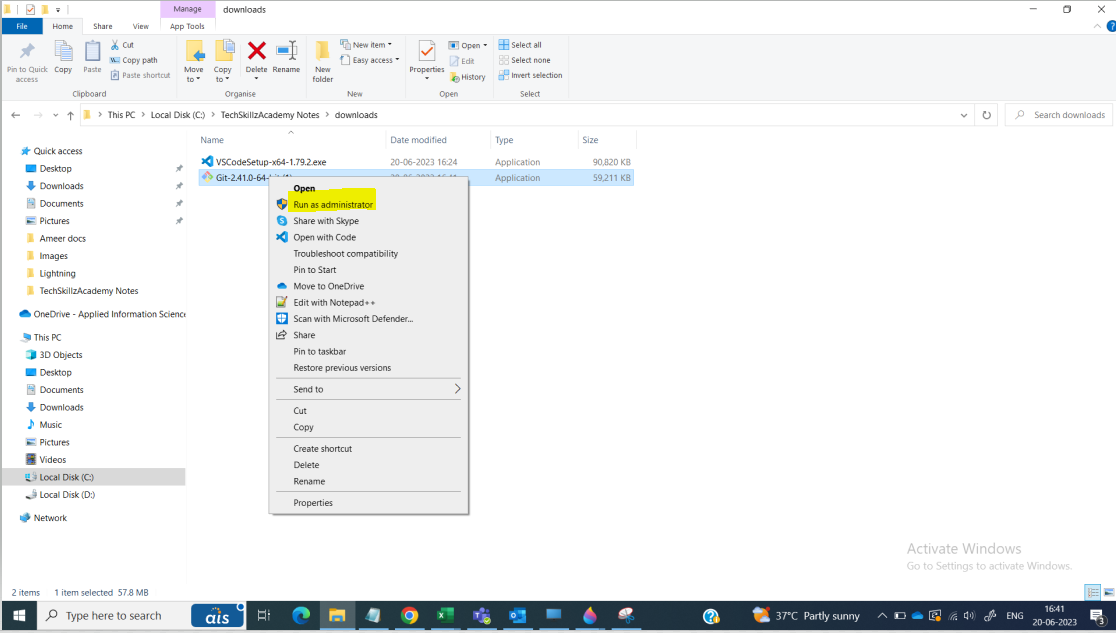 Manage
downloads
File
Home
Share
View
App Tools
Pin to Quick access
Copy
Paste
Cut
Copy path
Paste shortcut
Clipboard
Move to
Copy to
Delete
Rename
Organise
New folder
New item
Easy access
New
Properties
Open
Edit
History
Open
Select all
Select none
Invert selection
Select
This PC > Local Disk (C:) > TechSkillzAcademy Notes > downloads
Search downloads
Name Date modified Type Size
VSCodeSetup-x64-1.79.2.exe 20-06-2023 16:24 Application 90,820 KB
Git-2.41.0-64- Application 59,211 KB
Quick access
Desktop
Downloads
Documents
Pictures
Ameer docs
Images
Lightning
TechSkillzAcademy Notes
OneDrive - Applied Information Science
This PC
3D Objects
Desktop
Documents
Downloads
Music
Pictures
Videos
Local Disk (C:)
Local Disk (D:)
Network
Open
Run as administrator
Share with Skype
Open with Code
Troubleshoot compatibility
Pin to Start
Move to OneDrive
Edit with Notepad++
Scan with Microsoft Defender...
Share
Pin to taskbar
Restore previous versions
Send to
Cut
Copy
Create shortcut
Delete
Rename
Properties
Activate Windows
Go to Settings to activate Windows.
2 items 1 item selected 57.8 MB
Type here to search
ais
37°C Partly sunny
ENG
16:41
20-06-2023
3